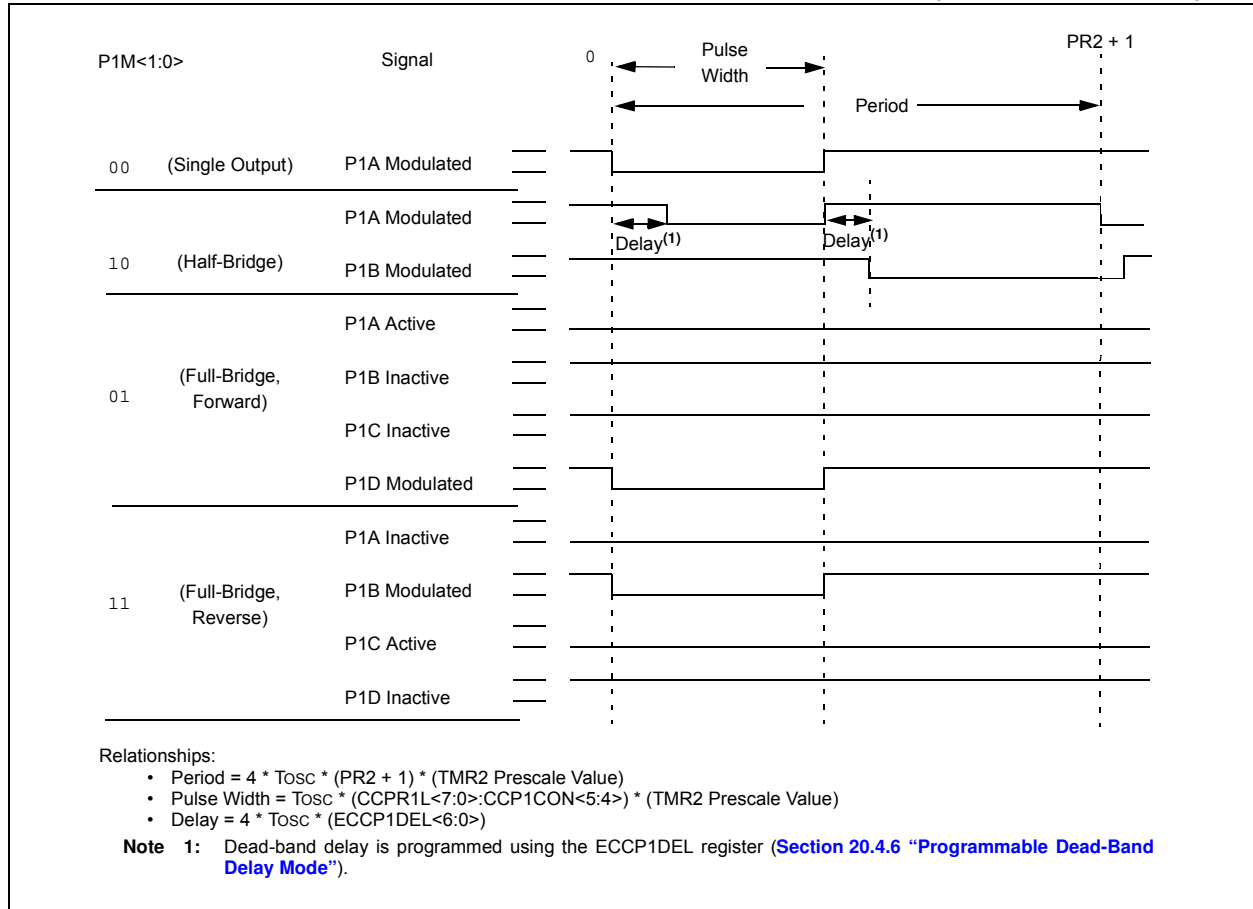 P1M<1:0> Signal 0 Pulse Width PR2 + 1
Period
00 (Single Output) P1A Modulated
P1A Modulated
Delay(1) Delay(1)
10 (Half-Bridge) P1B Modulated
P1A Active
01 (Full-Bridge, Forward) P1B Inactive
P1C Inactive
P1D Modulated
P1A Inactive
11 (Full-Bridge, Reverse) P1B Modulated
P1C Active
P1D Inactive
Relationships:
• Period = 4 * TOSC * (PR2 + 1) * (TMR2 Prescale Value)
• Pulse Width = TOSC * (CCPR1L<7:0>:CCP1CON<5:4>) * (TMR2 Prescale Value)
• Delay = 4 * TOSC * (ECCP1DEL<6:0>)
Note 1: Dead-band delay is programmed using the ECCP1DEL register (Section 20.4.6 “Programmable Dead-Band
Delay Mode”).